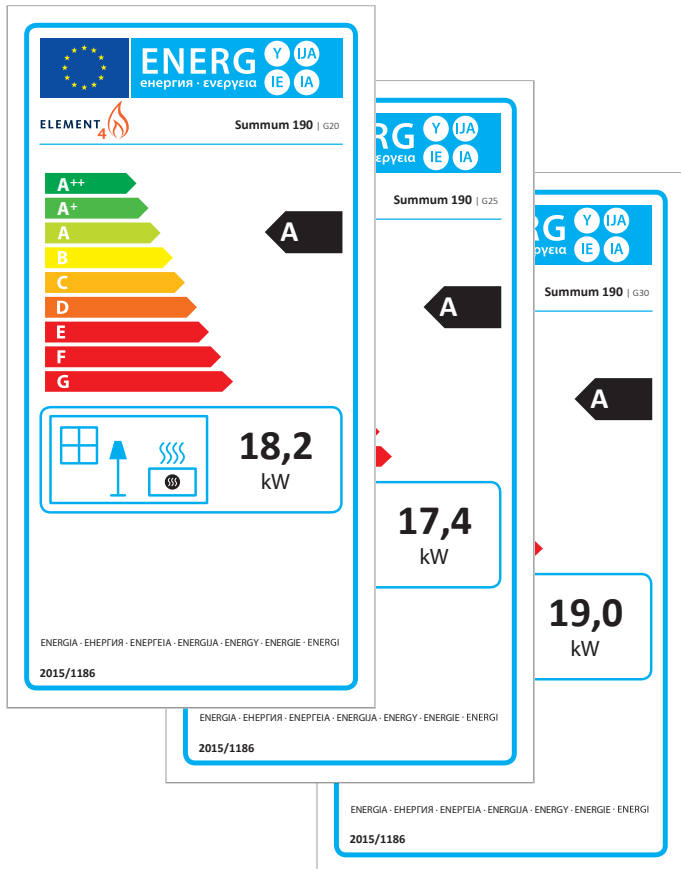 ENERG Y IJA
енергия · ενεργεια IE IA
ELEMENT 4
Summum 190 | G20
A++
A+
A
A
B
C
D
E
F
G
18,2
kW
ENERGIA · ЕНЕРГИЯ · ΕΝΕΡΓΕΙΑ · ENERGIJA · ENERGY · ENERGIE · ENERGI
2015/1186
RG Y IJA
εργεια IE IA
Summum 190 | G25
A
17,4
kW
ENERGIA · ЕНЕРГИЯ · ΕΝΕΡΓΕΙΑ · ENERGIJA · ENERGY · ENERGIE · ENERGI
2015/1186
G Y IJA
ργεια IE IA
Summum 190 | G30
A
19,0
kW
ENERGIA · ЕНЕРГИЯ · ΕΝΕΡΓΕΙΑ · ENERGIJA · ENERGY · ENERGIE · ENERGI
2015/1186